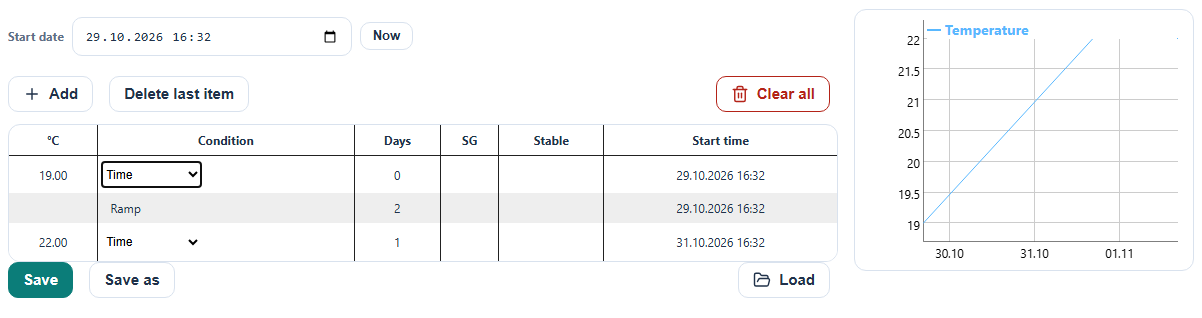 Start date 29.10.2026 16:32 Now
Add Delete last item Clear all
°C Condition Days SG Stable Start time
19.00 Time 0 29.10.2026 16:32
Ramp 2 29.10.2026 16:32
22.00 Time 1 31.10.2026 16:32
Save Save as Load
Temperature
22
21.5
21
20.5
20
19.5
19
30.10 31.10 01.11